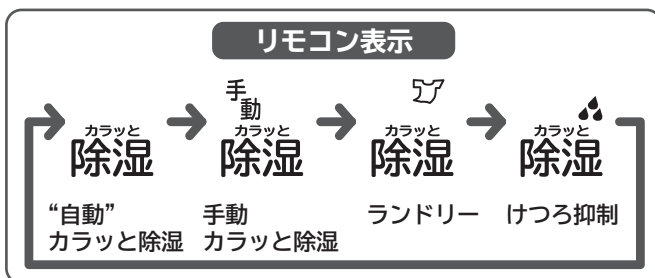 リモコン表示
カラッと
除湿
手動
カラッと
除湿
カラッと
除湿
カラッと
除湿
“自動”
カラッと除湿
手動
カラッと除湿
ランドリー
けつろ抑制